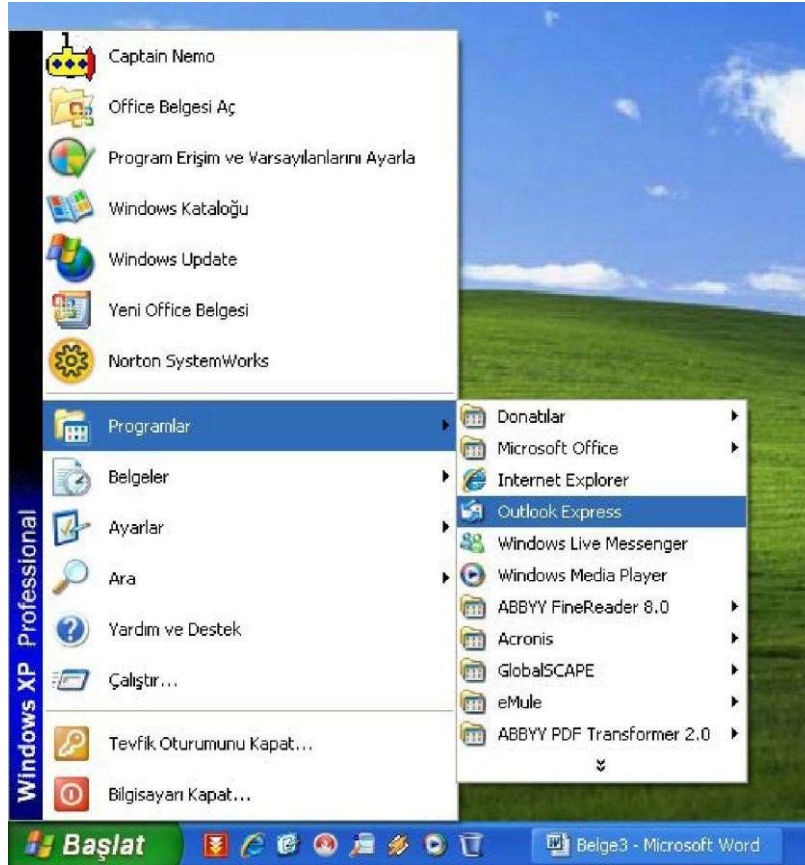 Captain Nemo
Office Belgesi Aç
Program Erişim ve Varsayılanlarını Ayarla
Windows Kataloğu
Windows Update
Yeni Office Belgesi
Norton SystemWorks
Programlar
Belgeler
Ayarlar
Ara
Yardım ve Destek
Çalıştır...
Tevfik Oturumunu Kapat...
Bilgisayarı Kapat...
Windows XP Professional
Donatılar
Microsoft Office
Internet Explorer
Outlook Express
Windows Live Messenger
Windows Media Player
ABBYY FineReader 8.0
Acronis
GlobalSCAPE
eMule
ABBYY PDF Transformer 2.0
Başlat
Belge3 - Microsoft Word